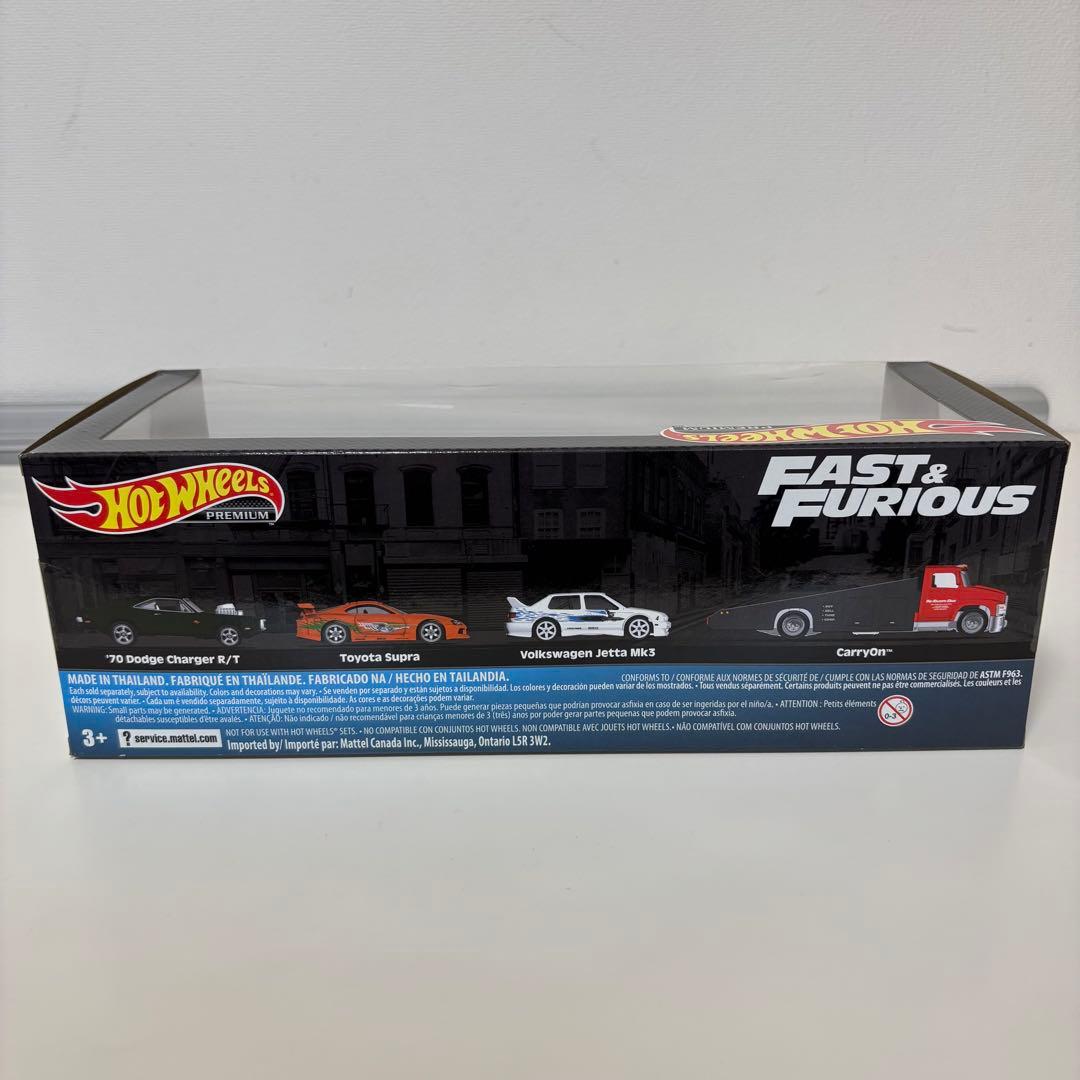 HOT WHEELS
PREMIUM
HOT WHEELS
PREMIUM™
FAST &
FURIOUS
• BUY
• SELL
• TUNE
'70 Dodge Charger R/T
Toyota Supra
Volkswagen Jetta Mk3
CarryOn™
MADE IN THAILAND. FABRIQUÉ EN THAÏLANDE. FABRICADO NA / HECHO EN TAILANDIA.
CONFORMS TO / CONFORME AUX NORMES DE SÉCURITÉ DE / CUMPLE CON LAS NORMAS DE SEGURIDAD DE ASTM F963.
Each sold separately, subject to availability. Colors and decorations may vary. • Se venden por separado y están sujetos a disponibilidad. Los colores y decoración pueden variar de los mostrados. • Tous vendus séparément. Certains produits peuvent ne pas être commercialisés. Les couleurs et les
décors peuvent varier. • Cada um é vendido separadamente, sujeito à disponibilidade. As cores e as decorações podem variar.
WARNING: Small parts may be generated. • ADVERTENCIA: Juguete no recomendado para menores de 3 años. Puede generar piezas pequeñas que podrían provocar asfixia en caso de ser ingeridas por el niño/a. • ATTENTION : Petits éléments
détachables susceptibles d'être avalés. • ATENÇÃO: Não indicado / não recomendável para crianças menores de 3 (três) anos por poder gerar partes pequenas que podem provocar asfixia.
0-3
3+
? service.mattel.com
NOT FOR USE WITH HOT WHEELS® SETS. • NO COMPATIBLE CON CONJUNTOS HOT WHEELS. NON COMPATIBLE AVEC JOUETS HOT WHEELS. • NÃO COMPATÍVEL COM CONJUNTOS HOT WHEELS.
Imported by/ Importé par: Mattel Canada Inc., Mississauga, Ontario L5R 3W2.